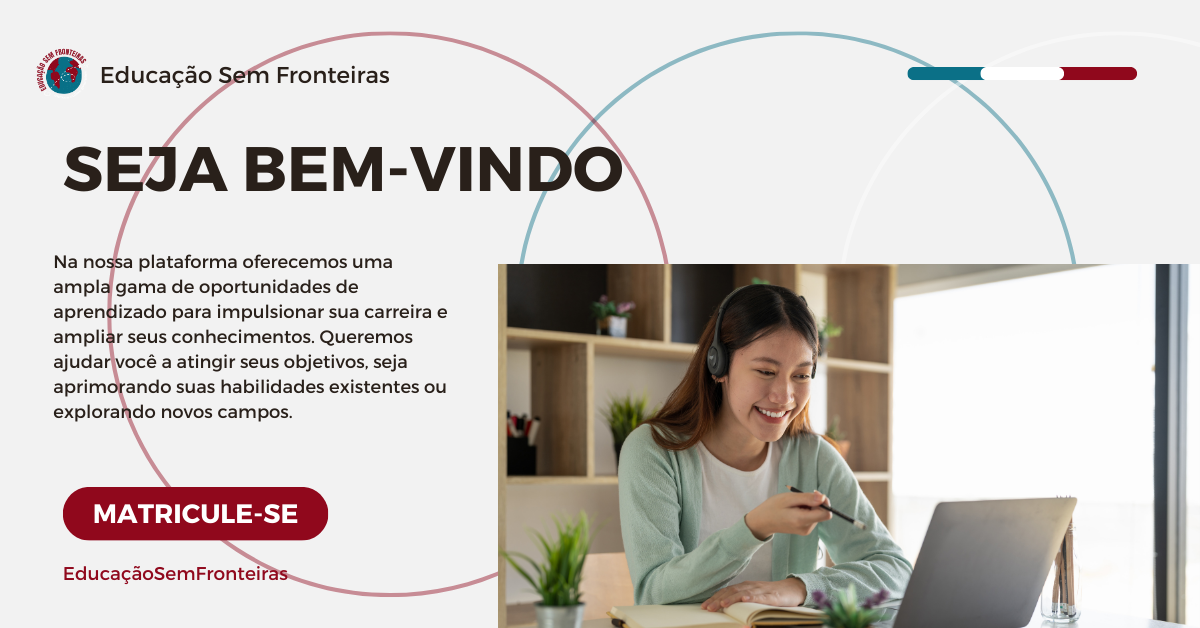 EDUCAÇÃO SEM FRONTEIRAS
Educação Sem Fronteiras
SEJA BEM-VINDO
Na nossa plataforma oferecemos uma
ampla gama de oportunidades de
aprendizado para impulsionar sua carreira e
ampliar seus conhecimentos. Queremos
ajudar você a atingir seus objetivos, seja
aprimorando suas habilidades existentes ou
explorando novos campos.
MATRICULE-SE
EducaçãoSemFronteiras